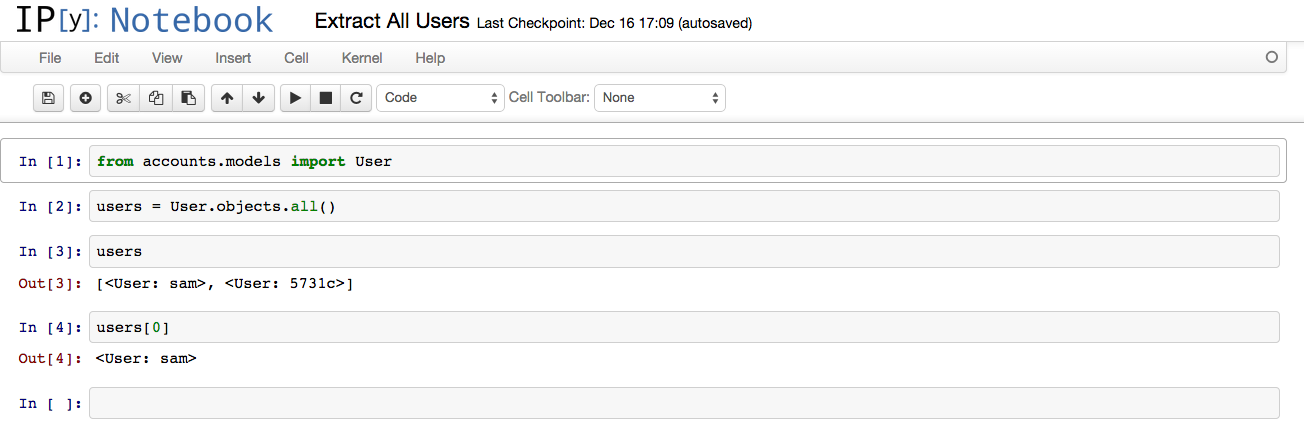 IP[y]: Notebook Extract All Users Last Checkpoint: Dec 16 17:09 (autosaved)
File Edit View Insert Cell Kernel Help
Code Cell Toolbar: None
In [1]: from accounts.models import User
In [2]: users = User.objects.all()
In [3]: users
Out[3]: [<User: sam>, <User: 5731c>]
In [4]: users[0]
Out[4]: <User: sam>
In [ ]: